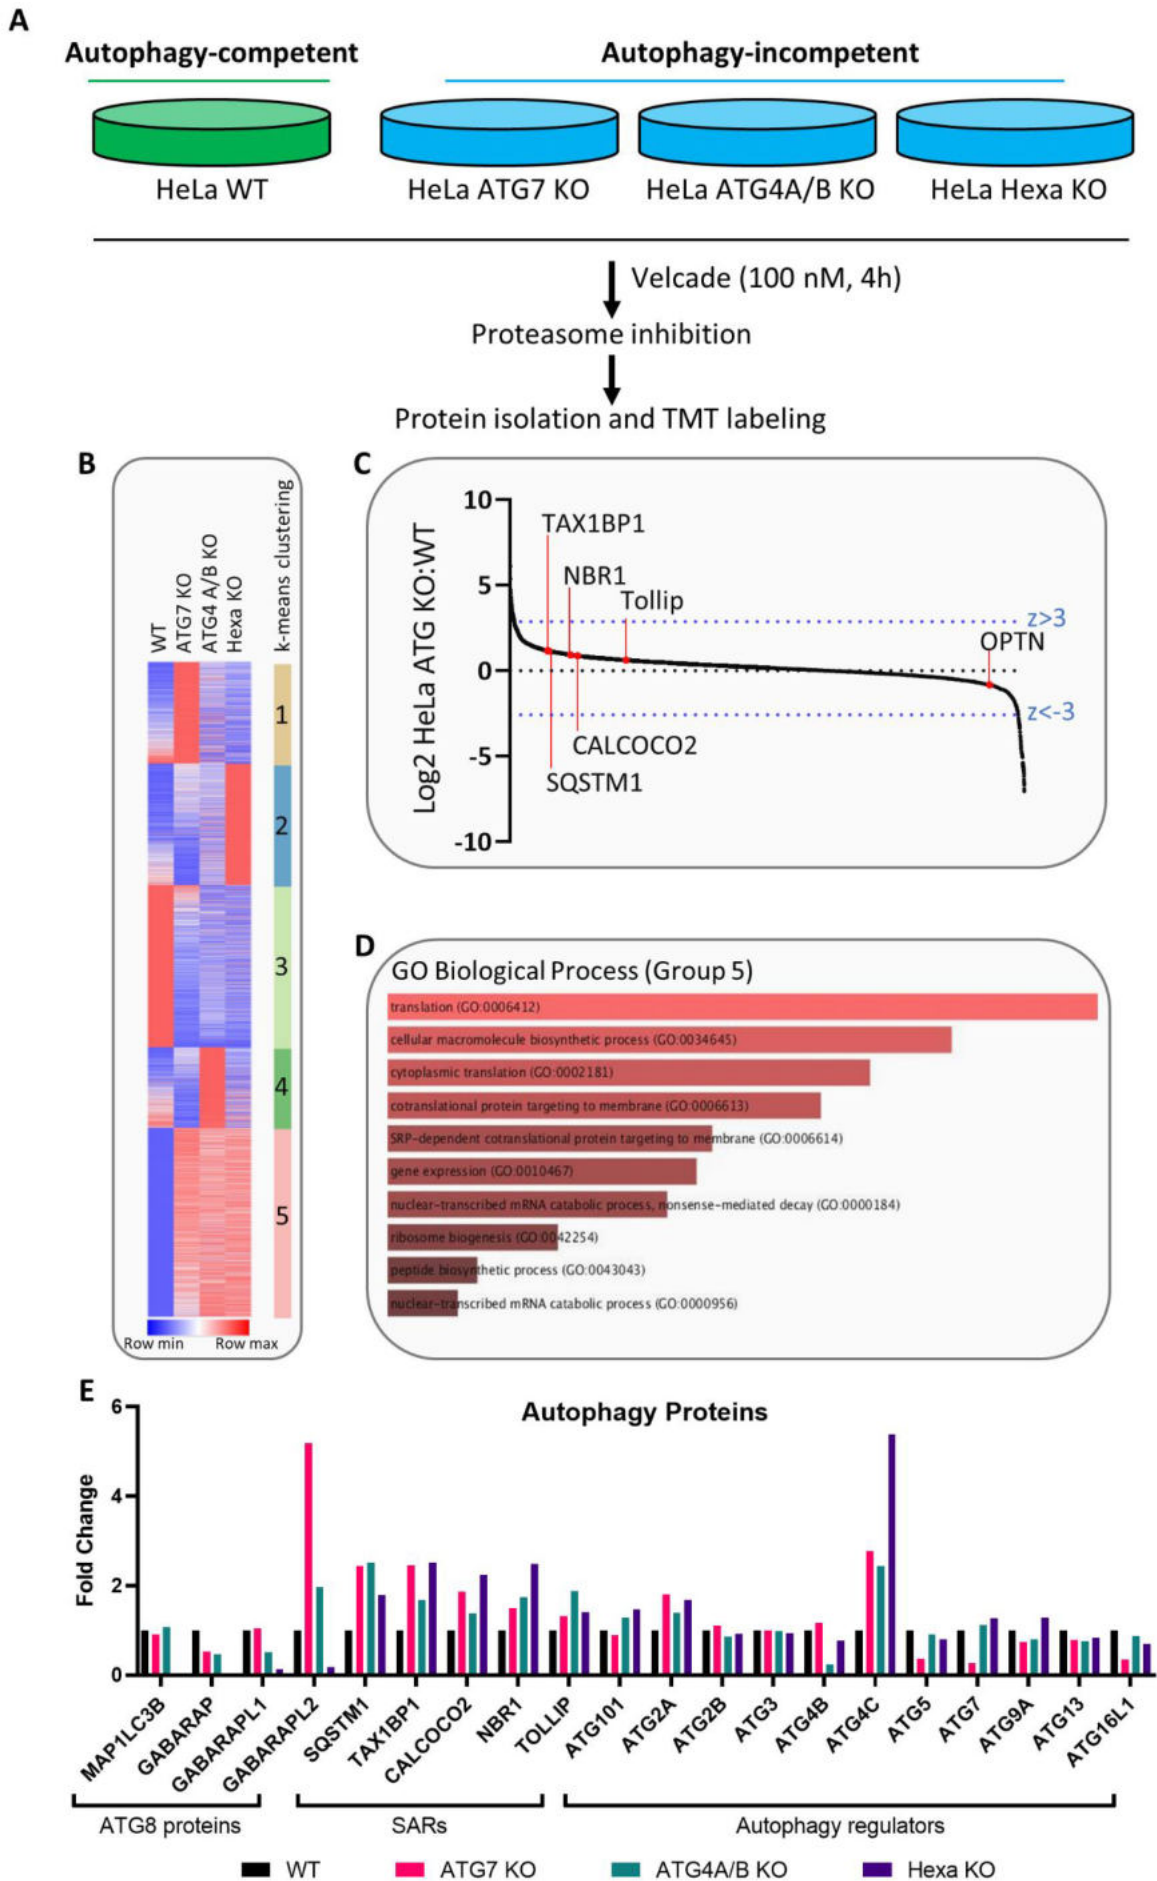 A
Autophagy-competent
Autophagy-incompetent
HeLa WT
HeLa ATG7 KO
HeLa ATG4A/B KO
HeLa Hexa KO
Velcade (100 nM, 4h)
Proteasome inhibition
Protein isolation and TMT labeling
B
WT
ATG7 KO
ATG4 A/B KO
Hexa KO
k-means clustering
1
2
3
4
5
Row min
Row max
C
Log2 HeLa ATG KO:WT
10
5
0
-5
-10
TAX1BP1
NBR1
Tollip
z>3
OPTN
z<-3
CALCOCO2
SQSTM1
D
GO Biological Process (Group 5)
translation (GO:0006412)
cellular macromolecule biosynthetic process (GO:0034645)
cytoplasmic translation (GO:0002181)
cotranslational protein targeting to membrane (GO:0006613)
SRP-dependent cotranslational protein targeting to membrane (GO:0006614)
gene expression (GO:0010467)
nuclear-transcribed mRNA catabolic process, nonsense-mediated decay (GO:0000184)
ribosome biogenesis (GO:0042254)
peptide biosynthetic process (GO:0043043)
nuclear-transcribed mRNA catabolic process (GO:0000956)
E
Autophagy Proteins
Fold Change
6
4
2
0
MAP1LC3B
GABARAP
GABARAPL1
GABARAPL2
SQSTM1
TAX1BP1
CALCOCO2
NBR1
TOLLIP
ATG101
ATG2A
ATG2B
ATG3
ATG4B
ATG4C
ATG5
ATG7
ATG9A
ATG13
ATG16L1
ATG8 proteins
SARs
Autophagy regulators
WT
ATG7 KO
ATG4A/B KO
Hexa KO